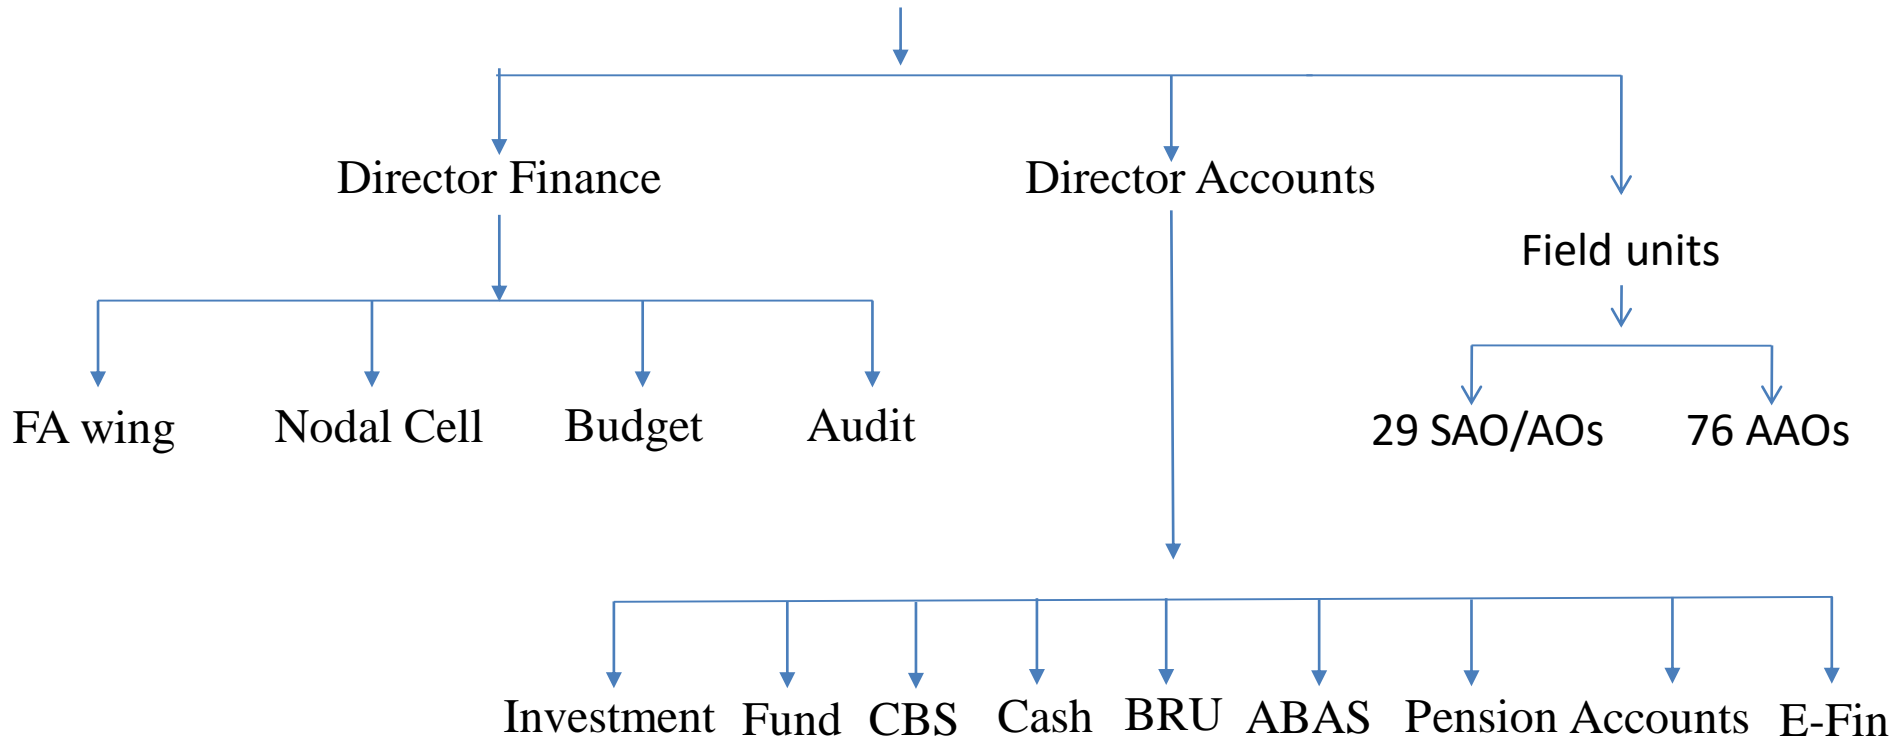 Director Finance
Director Accounts
Field units
FA wing
Nodal Cell
Budget
Audit
29 SAO/AOs
76 AAOs
Investment
Fund
CBS
Cash
BRU
ABAS
Pension
Accounts
E-Fin